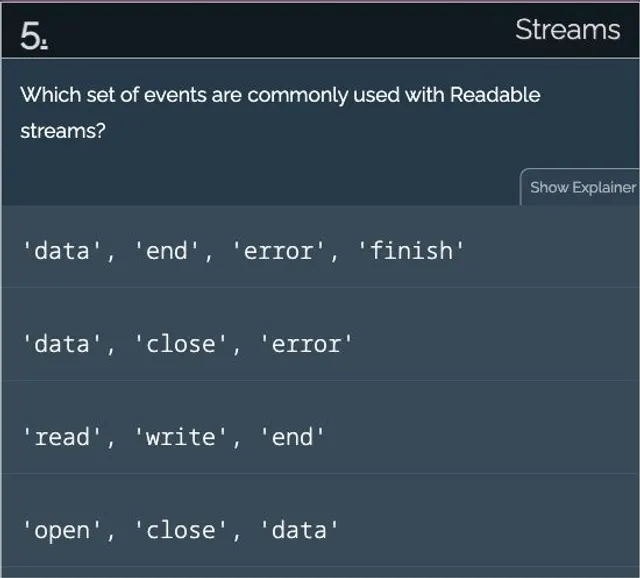 5.
Streams
Which set of events are commonly used with Readable
streams?
Show Explainer
'data', 'end', 'error', 'finish'
'data', 'close', 'error'
'read', 'write', 'end'
'open', 'close', 'data'